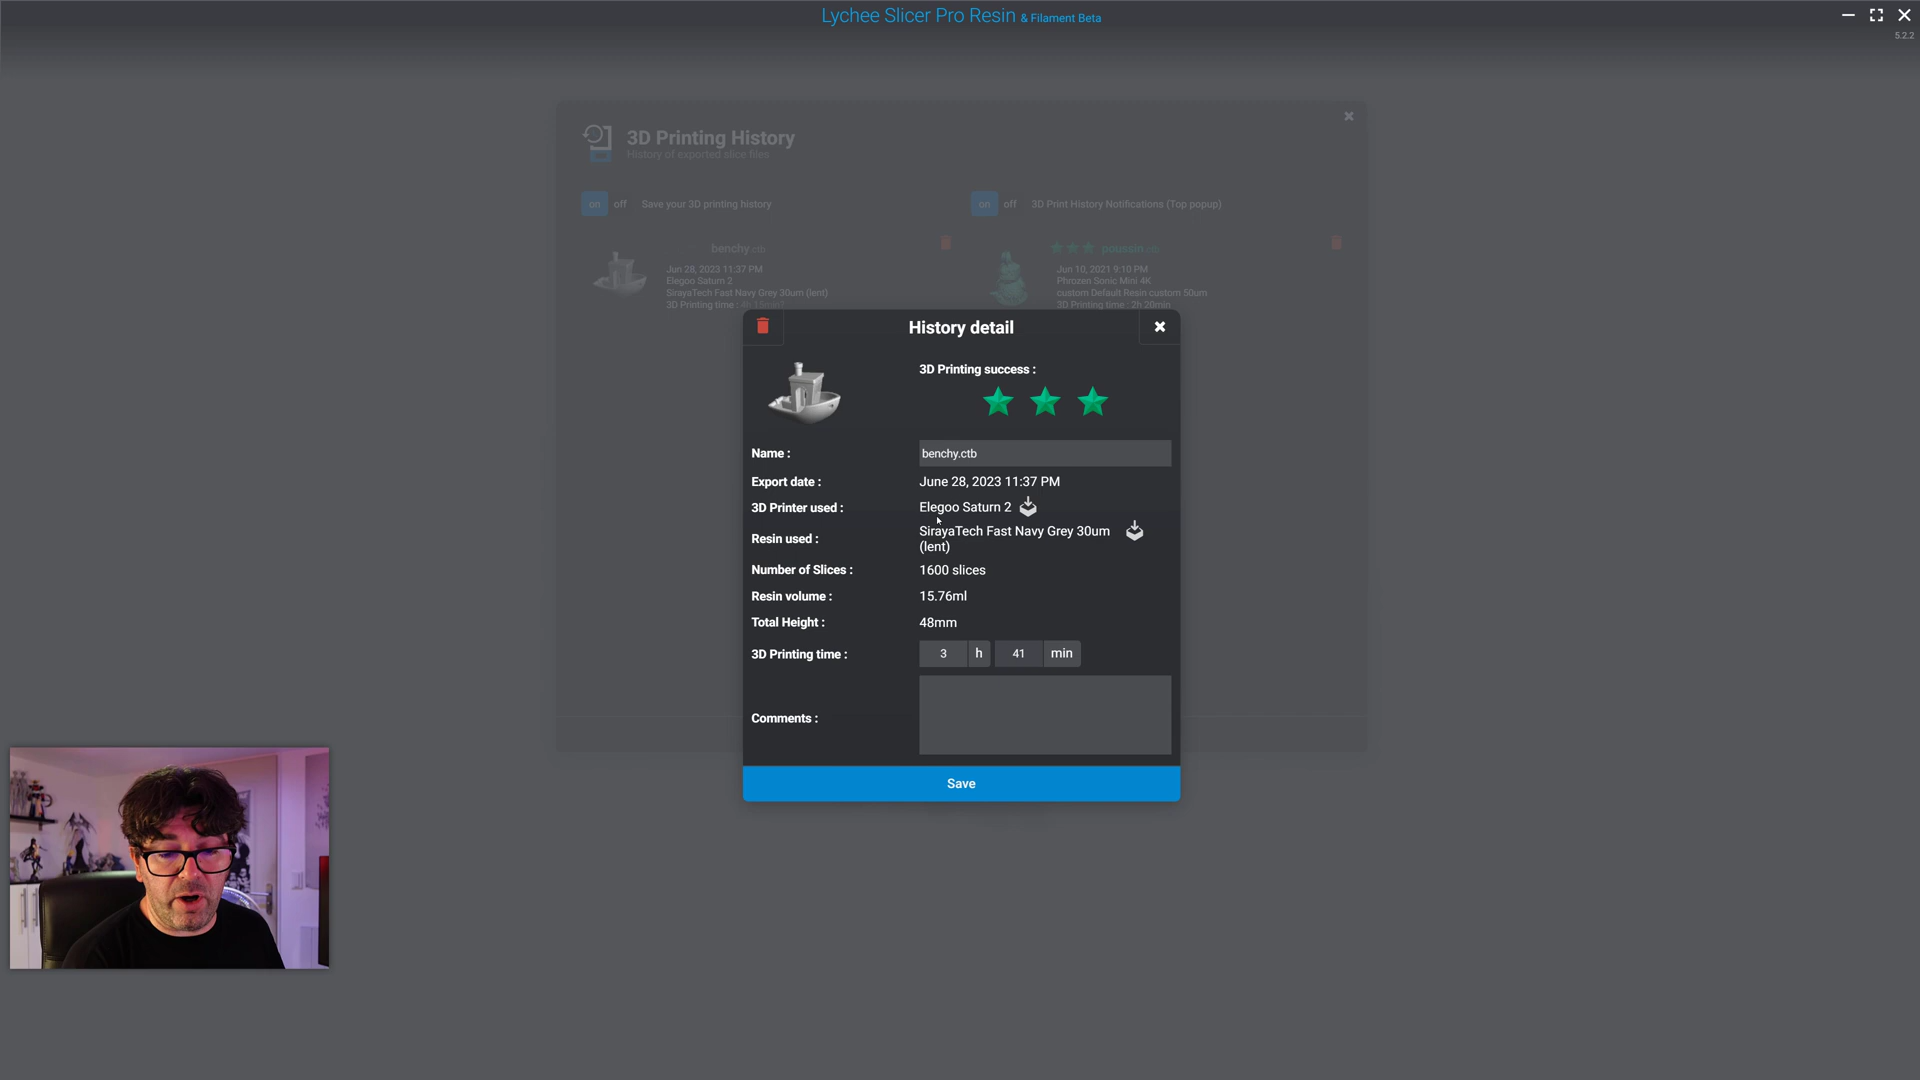 Lychee Slicer Pro Resin & Filament Beta
5.2.2
3D Printing History
History of exported slice files
on off Save your 3D printing history
on off 3D Print History Notifications (Top popup)
benchy.ctb
Jun 28, 2023 11:37 PM
Elegoo Saturn 2
SirayaTech Fast Navy Grey 30um (lent)
3D Printing time :
poussin.ctb
Jun 10, 2021 9:10 PM
Phrozen Sonic Mini 4K
custom Default Resin custom 50um
3D Printing time : 2h 20min
History detail
3D Printing success :
Name : benchy.ctb
Export date : June 28, 2023 11:37 PM
3D Printer used : Elegoo Saturn 2
Resin used : SirayaTech Fast Navy Grey 30um
(lent)
Number of Slices : 1600 slices
Resin volume : 15.76ml
Total Height : 48mm
3D Printing time : 3 h 41 min
Comments :
Save